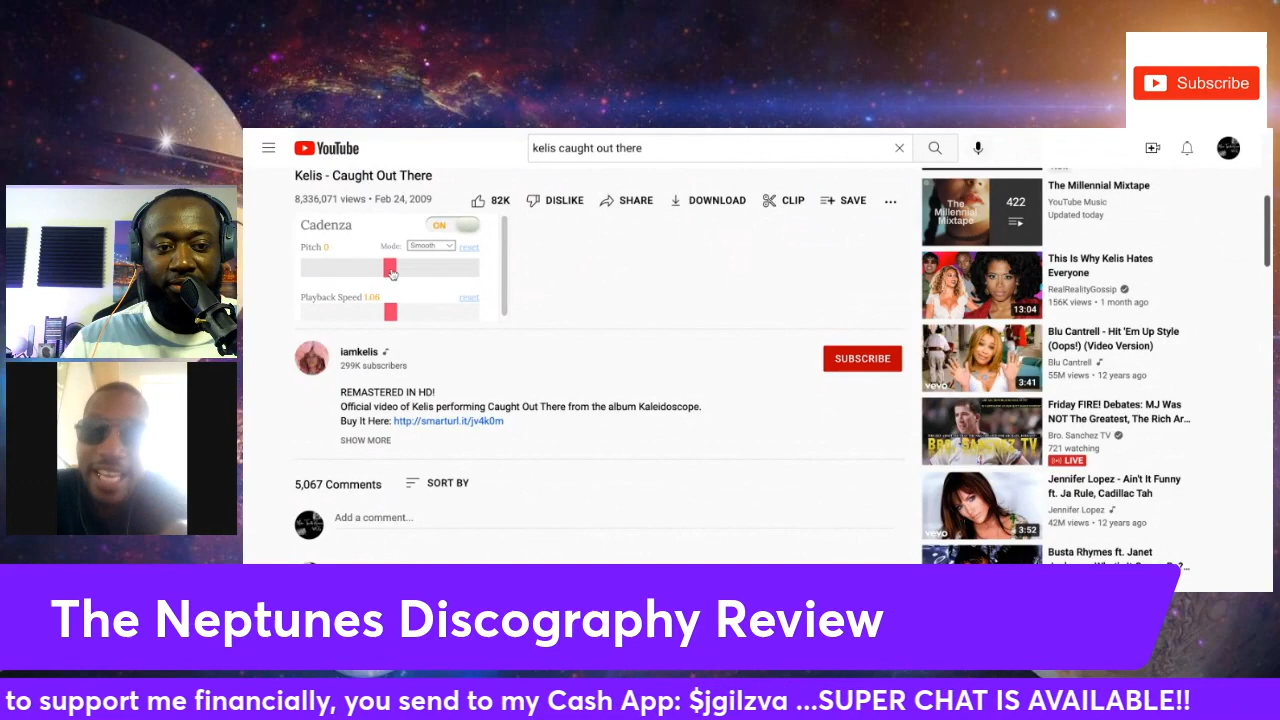 Subscribe
YouTube
kelis caught out there
Kelis - Caught Out There
8,336,071 views • Feb 24, 2009
82K
DISLIKE
SHARE
DOWNLOAD
CLIP
SAVE
Cadenza
ON
Pitch 0
Mode:
Smooth
reset
Playback Speed 1.06
reset
iamkelis
299K subscribers
SUBSCRIBE
REMASTERED IN HD!
Official video of Kelis performing Caught Out There from the album Kaleidoscope.
Buy It Here: http://smarturl.it/jv4k0m
SHOW MORE
5,067 Comments
SORT BY
Add a comment...
The Millennial Mixtape
422
The Millennial Mixtape
YouTube Music
Updated today
13:04
This Is Why Kelis Hates
Everyone
RealRealityGossip
156K views • 1 month ago
vevo
3:41
Blu Cantrell - Hit 'Em Up Style
(Oops!) (Video Version)
Blu Cantrell
55M views • 12 years ago
BRO. SANCHEZ TV
Friday FIRE! Debates: MJ Was
NOT The Greatest, The Rich Ar...
Bro. Sanchez TV
721 watching
LIVE
vevo
3:52
Jennifer Lopez - Ain't It Funny
ft. Ja Rule, Cadillac Tah
Jennifer Lopez
42M views • 12 years ago
Busta Rhymes ft. Janet
The Neptunes Discography Review
to support me financially, you send to my Cash App: $jgilzva ...SUPER CHAT IS AVAILABLE!!